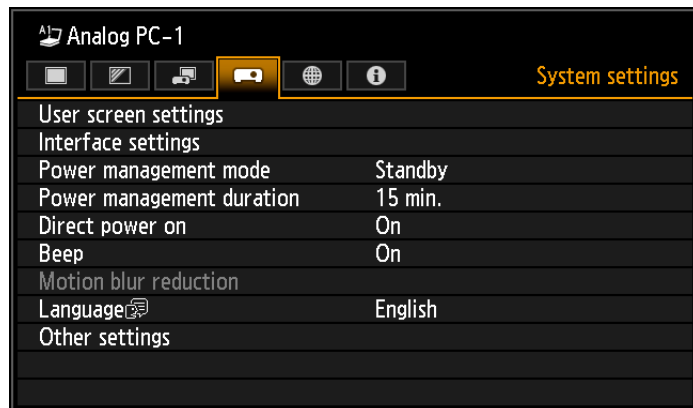 Analog PC-1
System settings
User screen settings
Interface settings
Power management mode Standby
Power management duration 15 min.
Direct power on On
Beep On
Motion blur reduction
Language English
Other settings